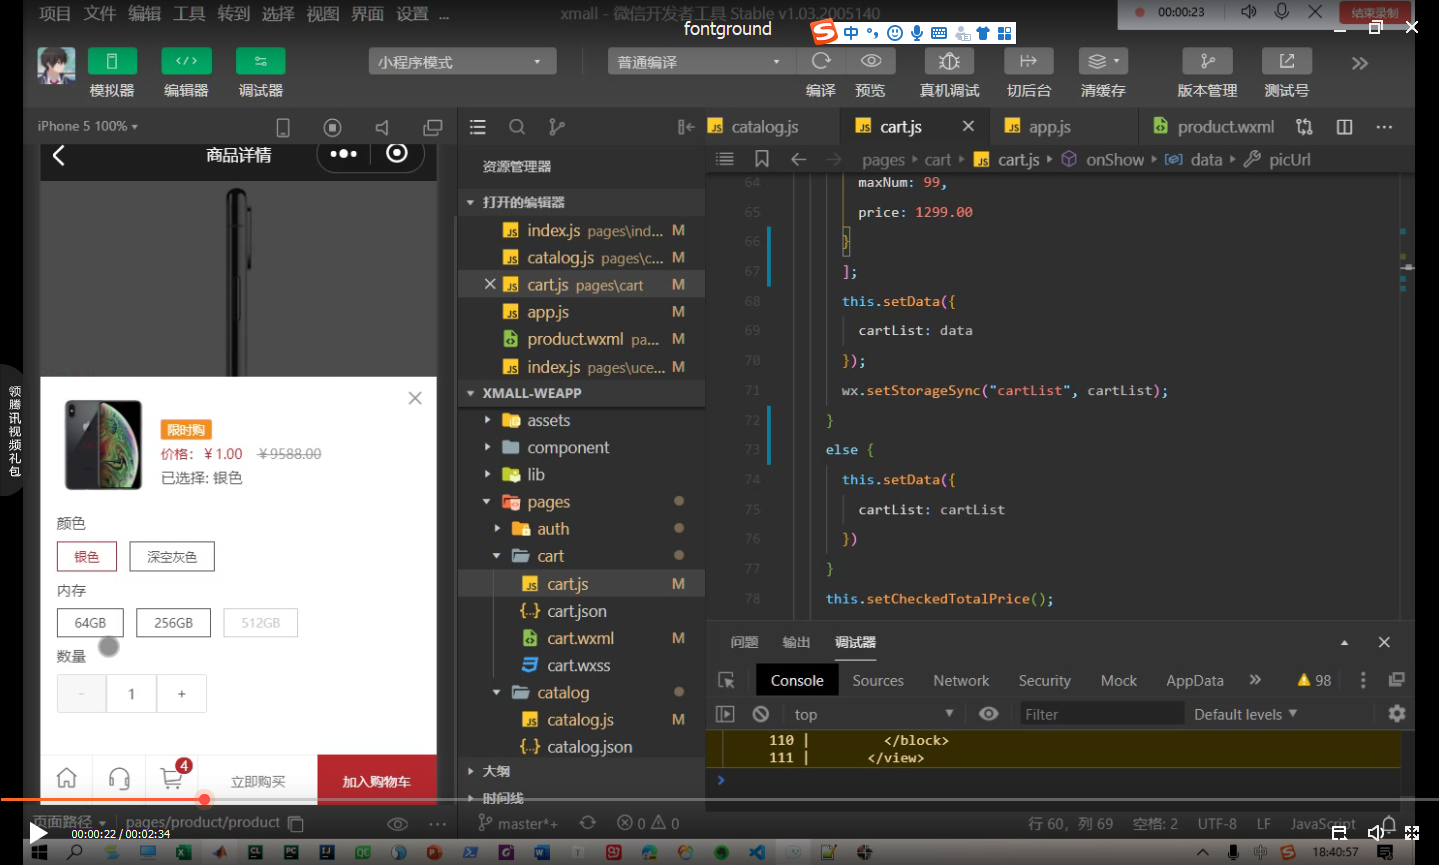 项目 文件 编辑 工具 转到 选择 视图 界面 设置 ...
xmall - 微信开发者工具 Stable v1.03.2005140
00:00:23
结束录制
fontground
中
模拟器
编辑器
调试器
小程序模式
普通编译
编译
预览
真机调试
切后台
清缓存
版本管理
测试号
iPhone 5 100%
商品详情
限时购
价格: ￥1.00 ￥9588.00
已选择: 银色
颜色
银色
深空灰色
内存
64GB
256GB
512GB
数量
-
1
+
4
立即购买
加入购物车
页面路径
pages/product/product
资源管理器
打开的编辑器
index.js pages\ind... M
catalog.js pages\c... M
cart.js pages\cart M
app.js M
product.wxml pa... M
index.js pages\uce... M
XMALL-WEAPP
assets
component
lib
pages
auth
cart
cart.js M
cart.json
cart.wxml M
cart.wxss
catalog
catalog.js M
catalog.json
大纲
时间线
master*+
0 0
catalog.js
cart.js
app.js
product.wxml
pages cart cart.js onShow data picUrl
64 maxNum: 99,
65 price: 1299.00
66 }
67 ];
68 this.setData({
69 cartList: data
70 });
71 wx.setStorageSync("cartList", cartList);
72 }
73 else {
74 this.setData({
75 cartList: cartList
76 })
77 }
78 this.setCheckedTotalPrice();
问题
输出
调试器
Console Sources Network Security Mock AppData 98
top
Filter
Default levels
110 | </block>
111 | </view>
行 60，列 69 空格: 2 UTF-8 LF JavaScript
领腾讯视频礼包
00:00:22 / 00:02:34
中
18:40:57